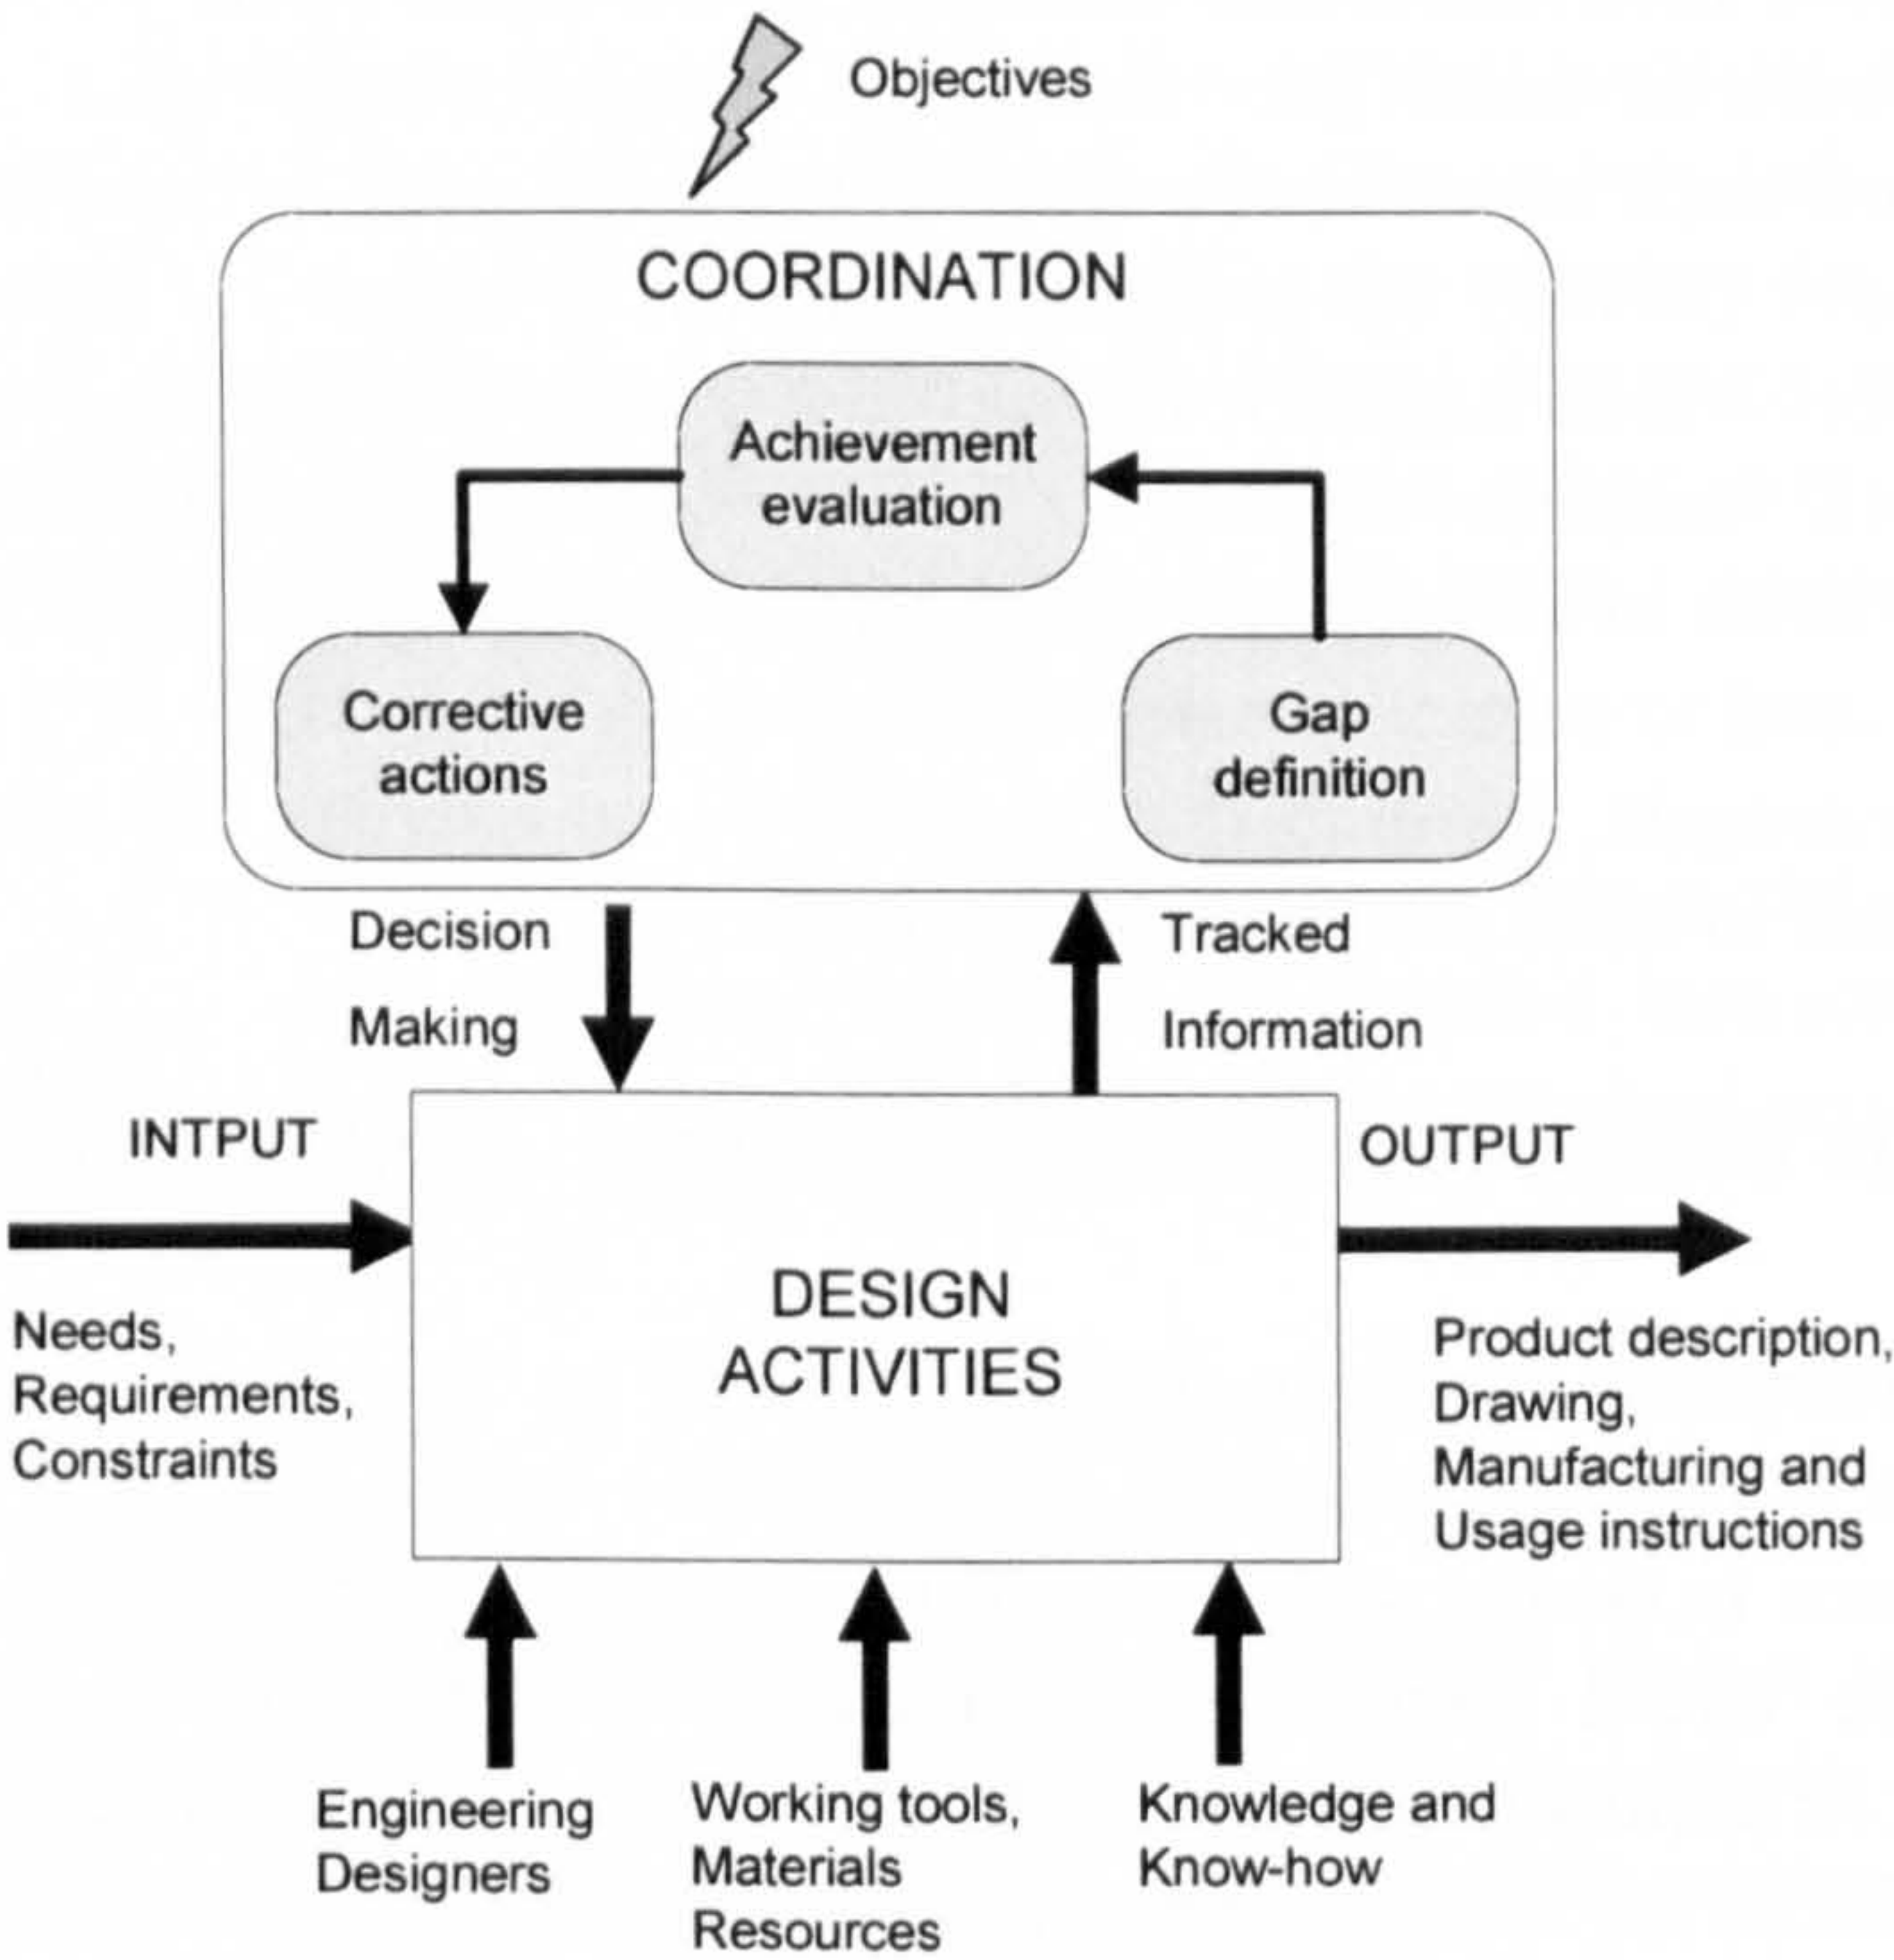 Objectives
COORDINATION
Achievement
evaluation
Corrective
actions
Gap
definition
Decision
Making
Tracked
Information
INTPUT
OUTPUT
DESIGN
ACTIVITIES
Needs,
Requirements,
Constraints
Product description,
Drawing,
Manufacturing and
Usage instructions
Engineering
Designers
Working tools,
Materials
Resources
Knowledge and
Know-how